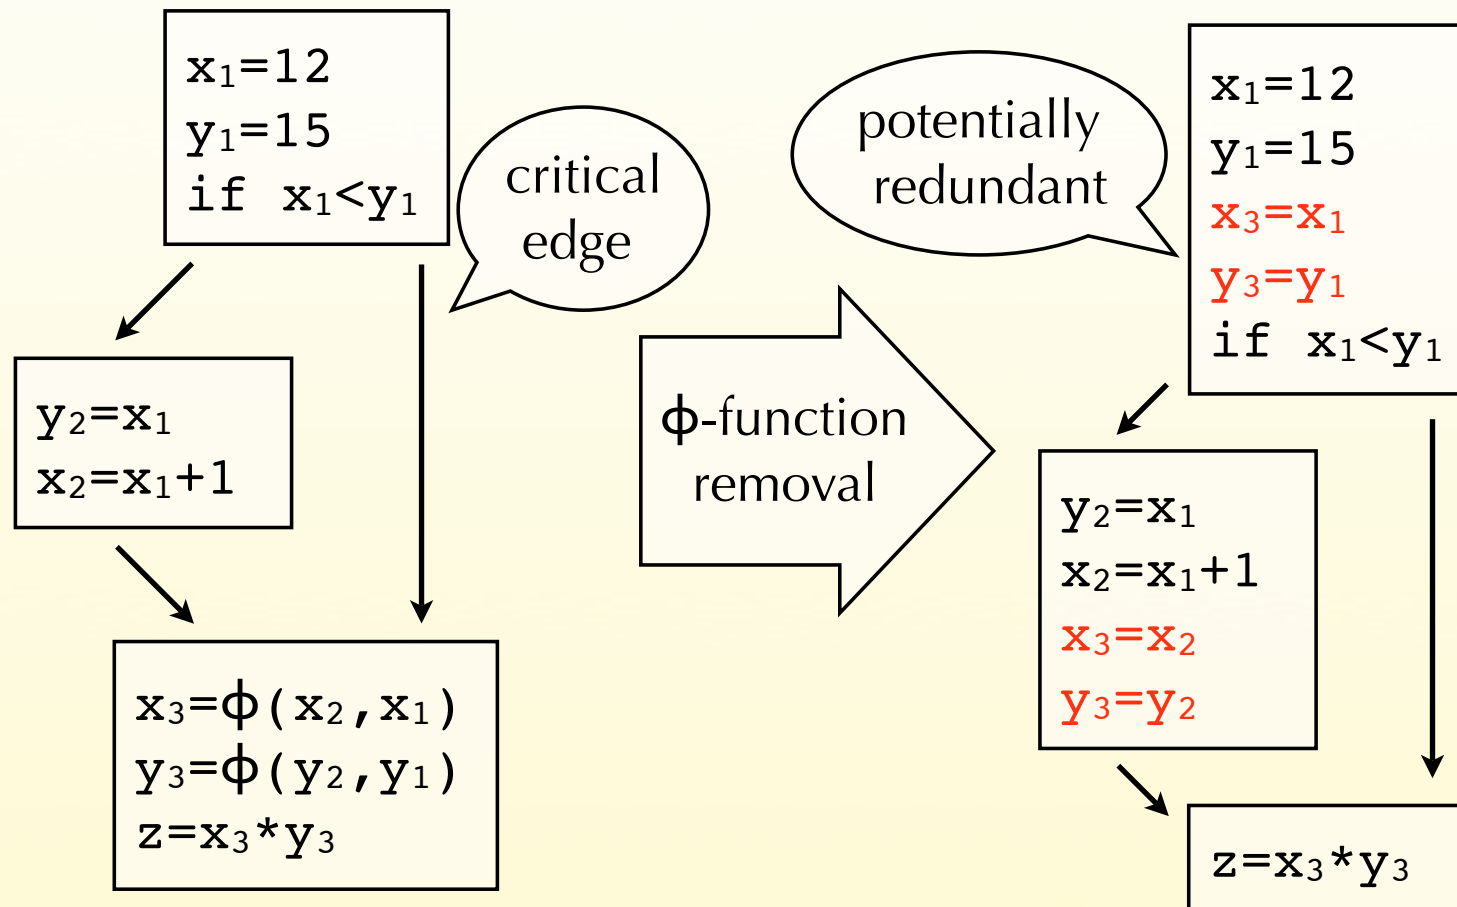 x₁=12
y₁=15
if x₁<y₁
critical
edge
y₂=x₁
x₂=x₁+1
x₃=ϕ(x₂,x₁)
y₃=ϕ(y₂,y₁)
z=x₃*y₃
ϕ-function
removal
potentially
redundant
x₁=12
y₁=15
x₃=x₁
y₃=y₁
if x₁<y₁
y₂=x₁
x₂=x₁+1
x₃=x₂
y₃=y₂
z=x₃*y₃